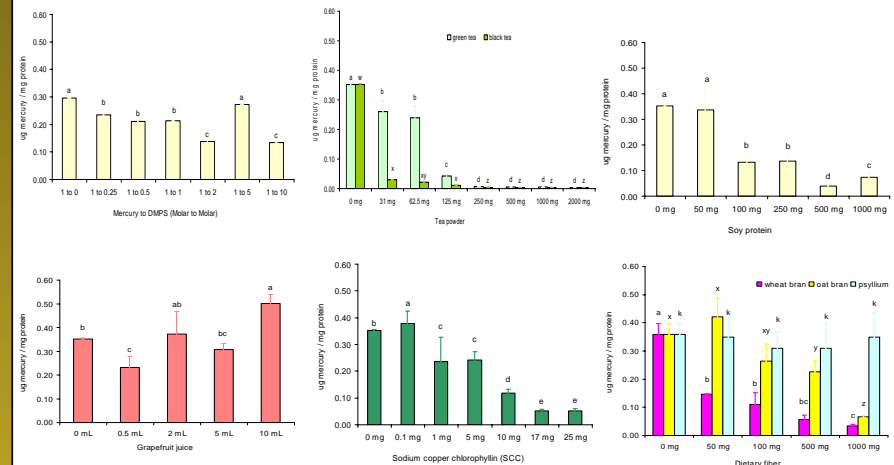 0.60
0.50
0.40
0.30
0.20
0.10
0.00
ug mercury / mg protein
a b b b c a c
1 to 0 1 to 0.25 1 to 0.5 1 to 1 1 to 2 1 to 5 1 to 10
Mercury to DMPS (Molar to Molar)
0.60
0.50
0.40
0.30
0.20
0.10
0.00
ug mercury / mg protein
green tea black tea
a w b x b xy c x d z d z d z d z
0 mg 31 mg 62.5 mg 125 mg 250 mg 500 mg 1000 mg 2000 mg
Tea powder
0.60
0.50
0.40
0.30
0.20
0.10
0.00
ug mercury / mg protein
a a b b d c
0 mg 50 mg 100 mg 250 mg 500 mg 1000 mg
Soy protein
0.60
0.50
0.40
0.30
0.20
0.10
0.00
ug mercury / mg protein
b c ab bc a
0 mL 0.5 mL 2 mL 5 mL 10 mL
Grapefruit juice
0.60
0.50
0.40
0.30
0.20
0.10
0.00
ug mercury / mg protein
b a c c d e e
0 mg 0.1 mg 1 mg 5 mg 10 mg 17 mg 25 mg
Sodium copper chlorophyllin (SCC)
0.60
0.50
0.40
0.30
0.20
0.10
0.00
ug mercury / mg protein
wheat bran oat bran psyllium
a x k b x k b xy k bc y k c z k
0 mg 50 mg 100 mg 500 mg 1000 mg
Dietary fiber